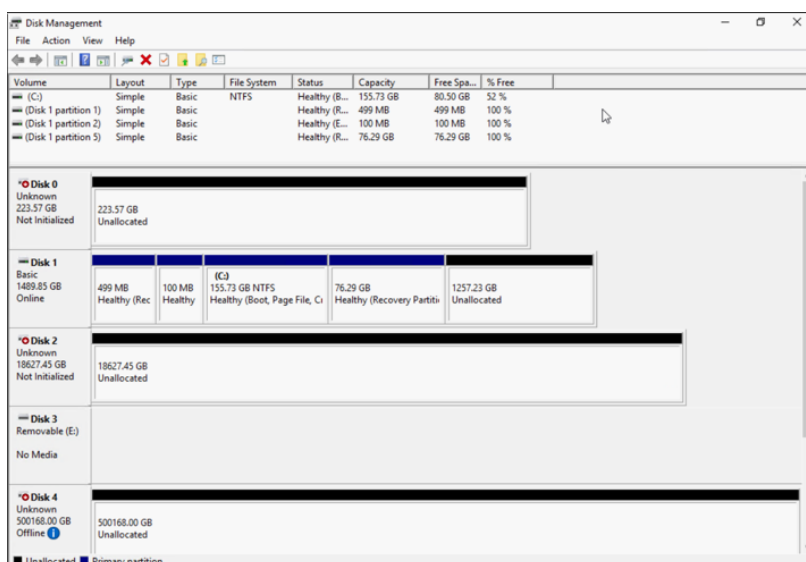 Disk Management
File Action View Help
Volume Layout Type File System Status Capacity Free Spa... % Free
(C:) Simple Basic NTFS Healthy (B... 155.73 GB 80.50 GB 52 %
(Disk 1 partition 1) Simple Basic Healthy (R... 499 MB 499 MB 100 %
(Disk 1 partition 2) Simple Basic Healthy (E... 100 MB 100 MB 100 %
(Disk 1 partition 5) Simple Basic Healthy (R... 76.29 GB 76.29 GB 100 %
Disk 0
Unknown
223.57 GB
Not Initialized
223.57 GB
Unallocated
Disk 1
Basic
1489.85 GB
Online
499 MB
Healthy (Rec
100 MB
Healthy
(C:)
155.73 GB NTFS
Healthy (Boot, Page File, Cr
76.29 GB
Healthy (Recovery Partiti
1257.23 GB
Unallocated
Disk 2
Unknown
18627.45 GB
Not Initialized
18627.45 GB
Unallocated
Disk 3
Removable (E:)
No Media
Disk 4
Unknown
500168.00 GB
Offline
500168.00 GB
Unallocated
Unallocated Primary partition